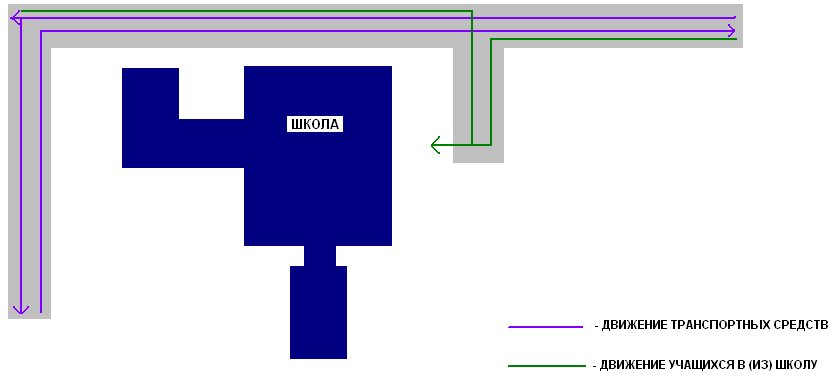 ШКОЛА
- ДВИЖЕНИЕ ТРАНСПОРТНЫХ СРЕДСТВ
- ДВИЖЕНИЕ УЧАЩИХСЯ В (ИЗ) ШКОЛУ